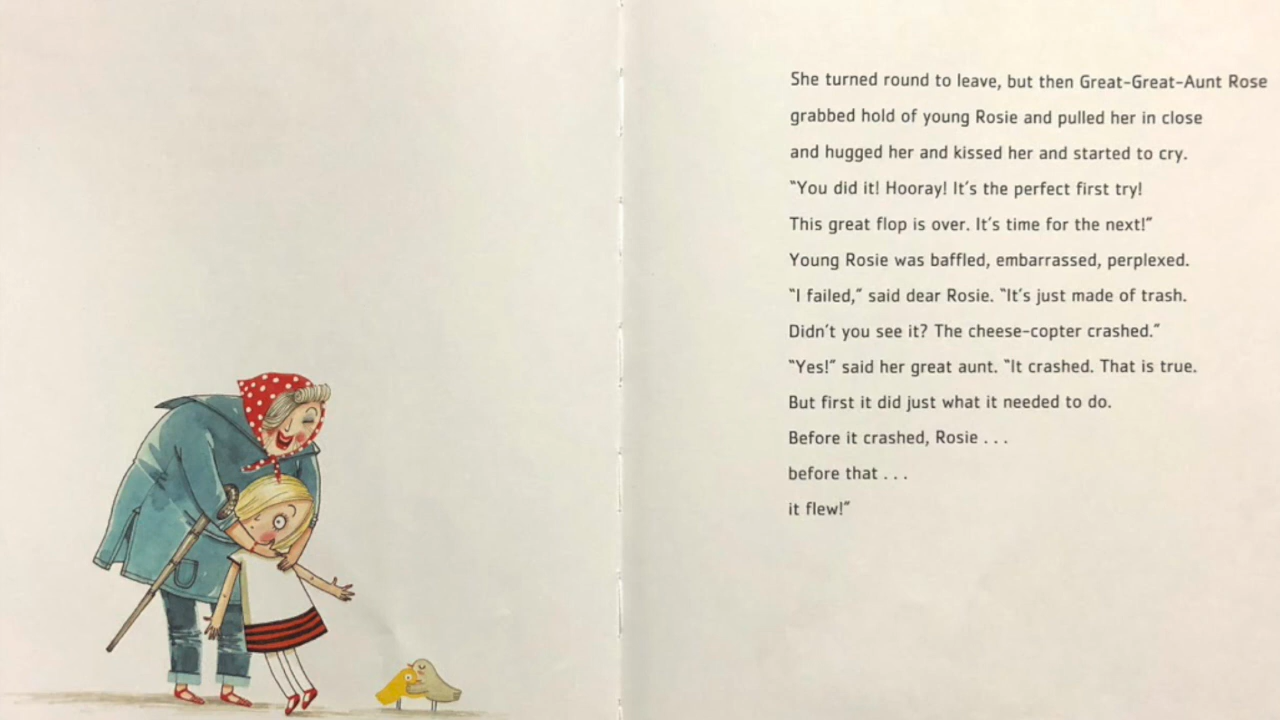 She turned round to leave, but then Great-Great-Aunt Rose
grabbed hold of young Rosie and pulled her in close
and hugged her and kissed her and started to cry.
“You did it! Hooray! It’s the perfect first try!
This great flop is over. It’s time for the next!”
Young Rosie was baffled, embarrassed, perplexed.
“I failed,” said dear Rosie. “It’s just made of trash.
Didn’t you see it? The cheese-copter crashed.”
“Yes!” said her great aunt. “It crashed. That is true.
But first it did just what it needed to do.
Before it crashed, Rosie . . .
before that . . .
it flew!”